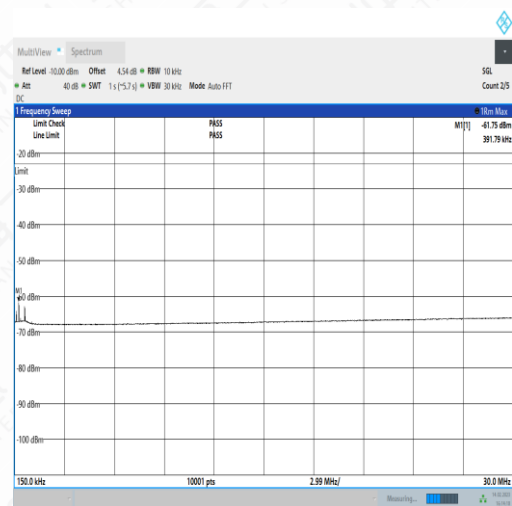 MultiView Spectrum
Ref Level -10.00 dBm Offset 4.54 dB RBW 10 kHz SGL
Att 40 dB SWT 1 s (~5.7 s) VBW 30 kHz Mode Auto FFT Count 2/5
DC
1 Frequency Sweep 1Rm Max
Limit Check PASS M1[1] -61.75 dBm
Line Limit PASS 391.79 kHz
-20 dBm
Limit
-30 dBm
-40 dBm
-50 dBm
M1
-60 dBm
-70 dBm
-80 dBm
-90 dBm
-100 dBm
150.0 kHz 10001 pts 2.99 MHz/ 30.0 MHz
Measuring...